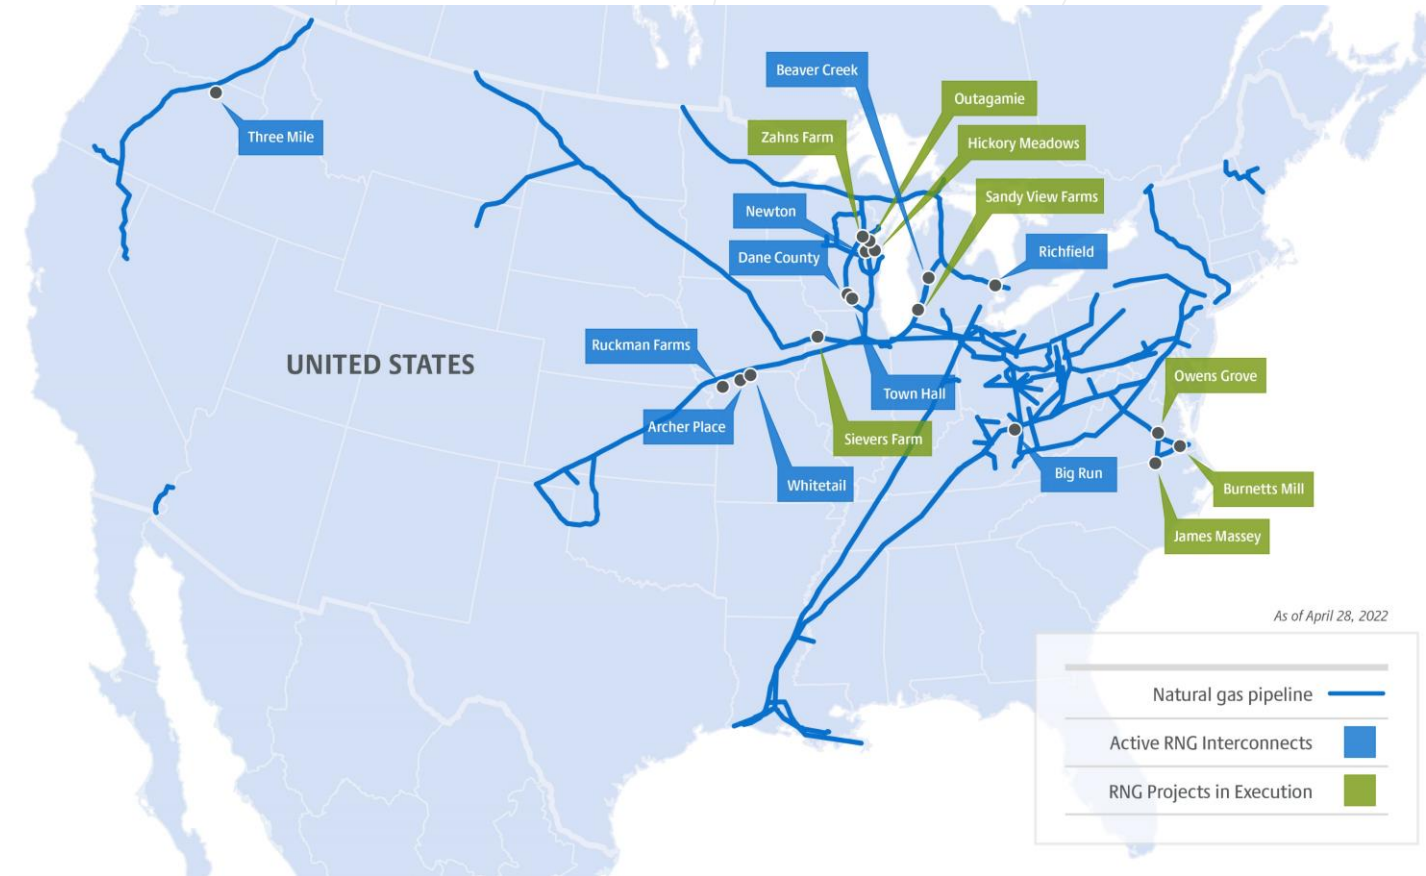 Beaver Creek
Outagamie
Three Mile
Zahns Farm
Hickory Meadows
Sandy View Farms
Newton
Dane County
Richfield
Ruckman Farms
UNITED STATES
Owens Grove
Town Hall
Archer Place
Sievers Farm
Big Run
Whitetail
Burnetts Mill
James Massey
As of April 28, 2022
Natural gas pipeline
Active RNG Interconnects
RNG Projects in Execution